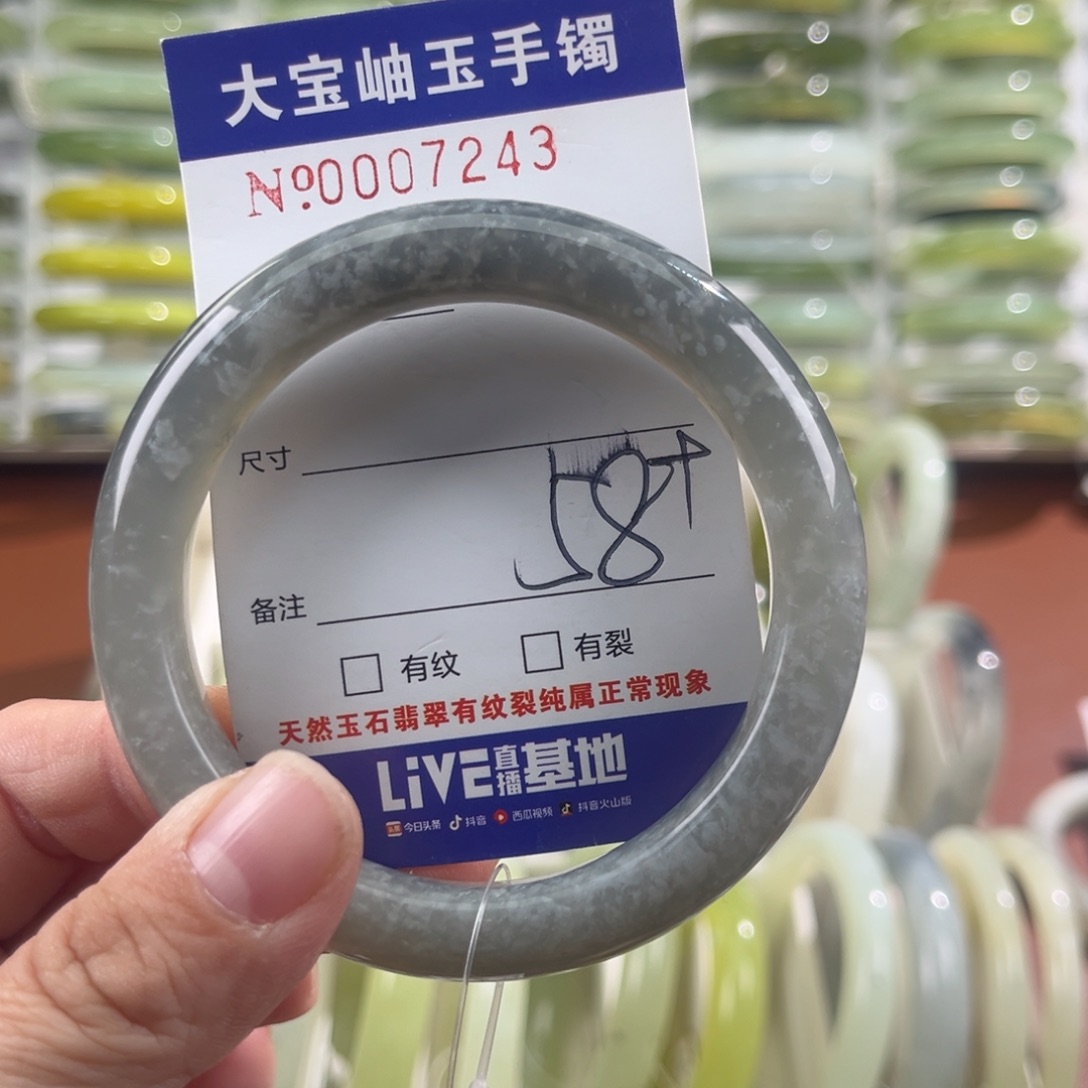 大宝岫玉手镯
Nº0007243
尺寸
58
备注
有纹 有裂
天然玉石翡翠有纹裂纯属正常现象
LiVE直播基地
头条 今日头条 抖音 西瓜视频 抖音火山版